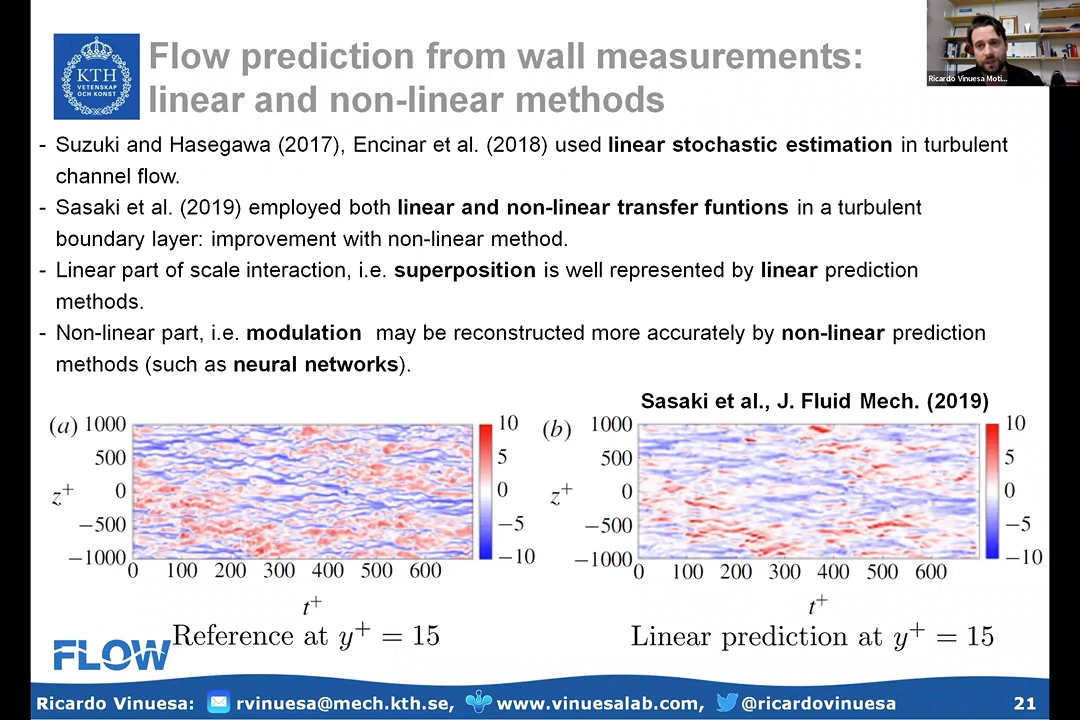 Ricardo Vinuesa Moti...
KTH
VETENSKAP
OCH KONST
Flow prediction from wall measurements:
linear and non-linear methods
- Suzuki and Hasegawa (2017), Encinar et al. (2018) used linear stochastic estimation in turbulent
channel flow.
- Sasaki et al. (2019) employed both linear and non-linear transfer funtions in a turbulent
boundary layer: improvement with non-linear method.
- Linear part of scale interaction, i.e. superposition is well represented by linear prediction
methods.
- Non-linear part, i.e. modulation may be reconstructed more accurately by non-linear prediction
methods (such as neural networks).
Sasaki et al., J. Fluid Mech. (2019)
(a) 1000 500 0 −500 −1000
z+
0 100 200 300 400 500 600
t+
10 5 0 −5 −10
Reference at y+ = 15
(b) 1000 500 0 −500 −1000
z+
0 100 200 300 400 500 600
t+
10 5 0 −5 −10
Linear prediction at y+ = 15
FLOW
Ricardo Vinuesa: rvinuesa@mech.kth.se, www.vinuesalab.com, @ricardovinuesa 21